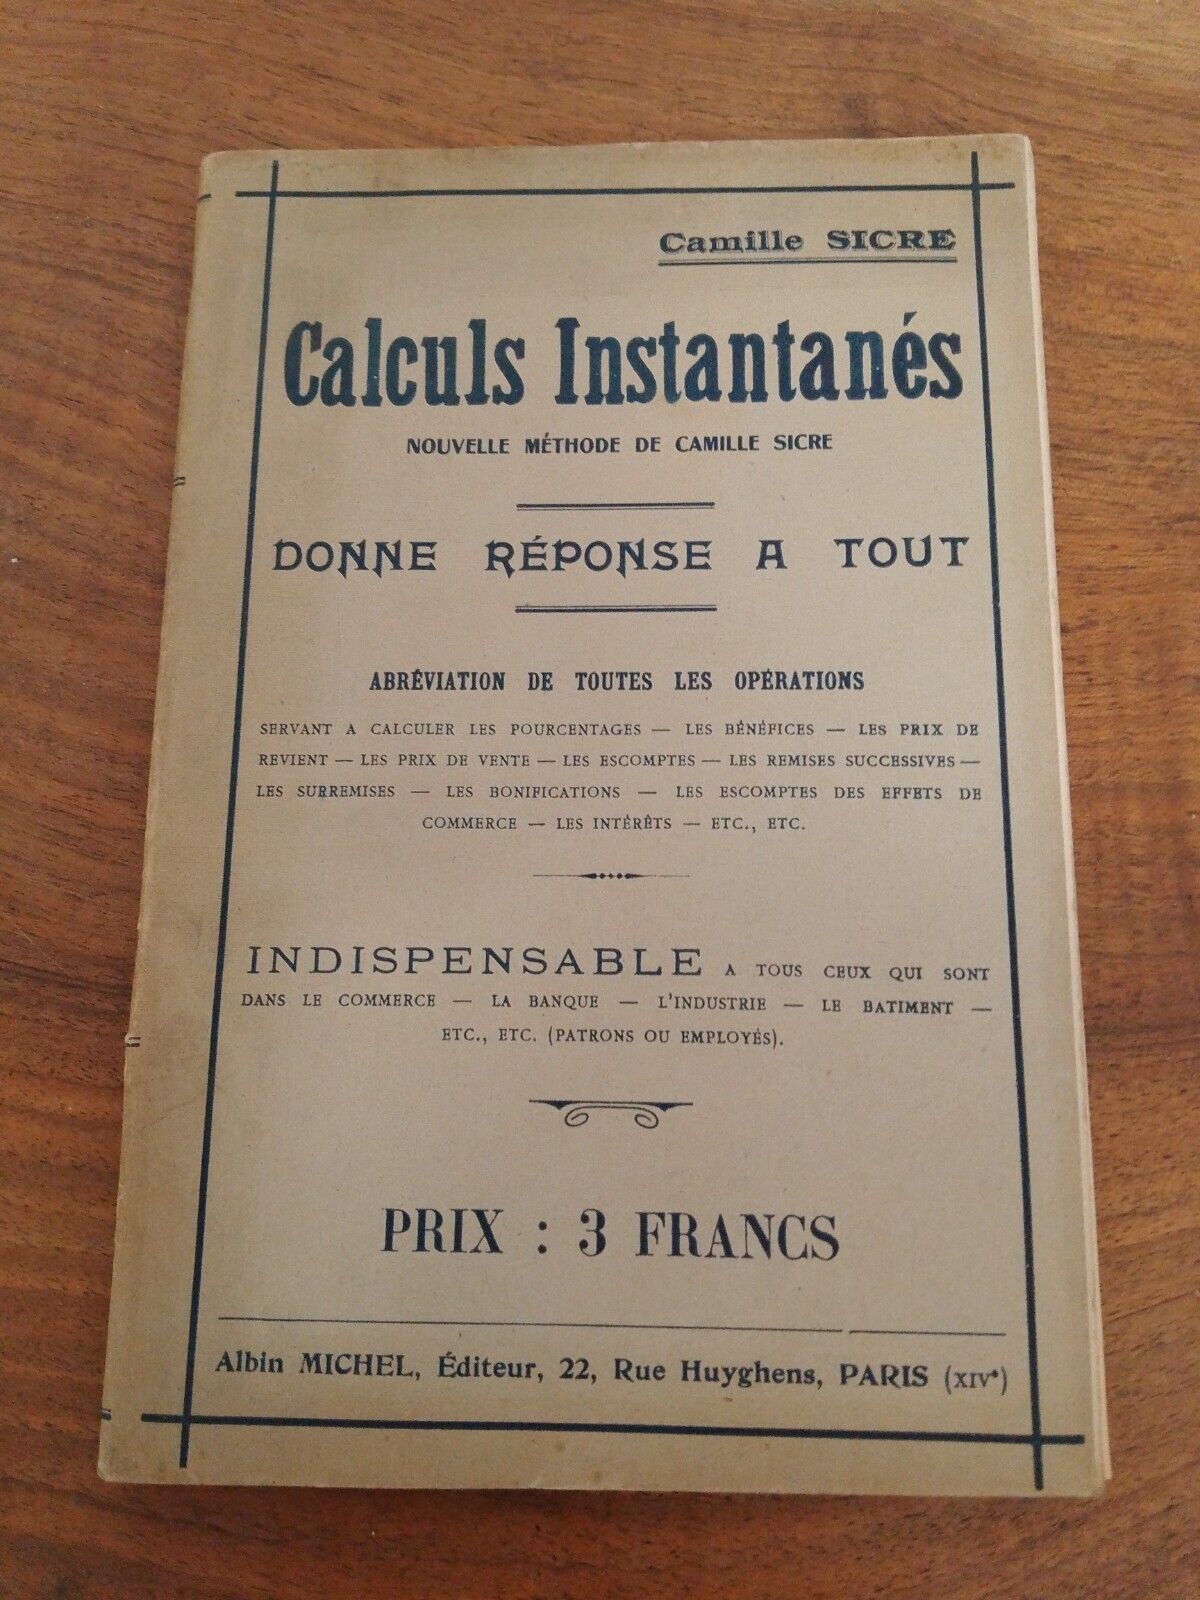 Camille SICRE
Calculs Instantanés
NOUVELLE MÉTHODE DE CAMILLE SICRE
DONNE RÉPONSE A TOUT
ABRÉVIATION DE TOUTES LES OPÉRATIONS
SERVANT A CALCULER LES POURCENTAGES — LES BÉNÉFICES — LES PRIX DE
REVIENT — LES PRIX DE VENTE — LES ESCOMPTES — LES REMISES SUCCESSIVES —
LES SURREMISES — LES BONIFICATIONS — LES ESCOMPTES DES EFFETS DE
COMMERCE — LES INTÉRÊTS — ETC., ETC.
INDISPENSABLE A TOUS CEUX QUI SONT
DANS LE COMMERCE — LA BANQUE — L'INDUSTRIE — LE BATIMENT —
ETC., ETC. (PATRONS OU EMPLOYÉS).
PRIX : 3 FRANCS
Albin MICHEL, Éditeur, 22, Rue Huyghens, PARIS (XIVe)